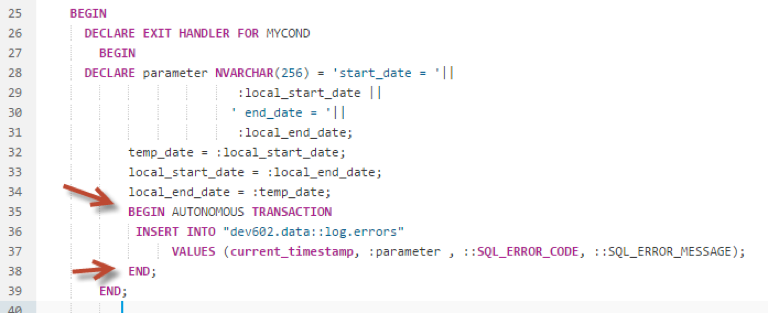 25 BEGIN
26 DECLARE EXIT HANDLER FOR MYCOND
27 BEGIN
28 DECLARE parameter NVARCHAR(256) = 'start_date = '||
29 :local_start_date ||
30 ' end_date = '||
31 :local_end_date;
32 temp_date = :local_start_date;
33 local_start_date = :local_end_date;
34 local_end_date = :temp_date;
35 BEGIN AUTONOMOUS TRANSACTION
36 INSERT INTO "dev602.data::log.errors"
37 VALUES (current_timestamp, :parameter , ::SQL_ERROR_CODE, ::SQL_ERROR_MESSAGE);
38 END;
39 END;
40